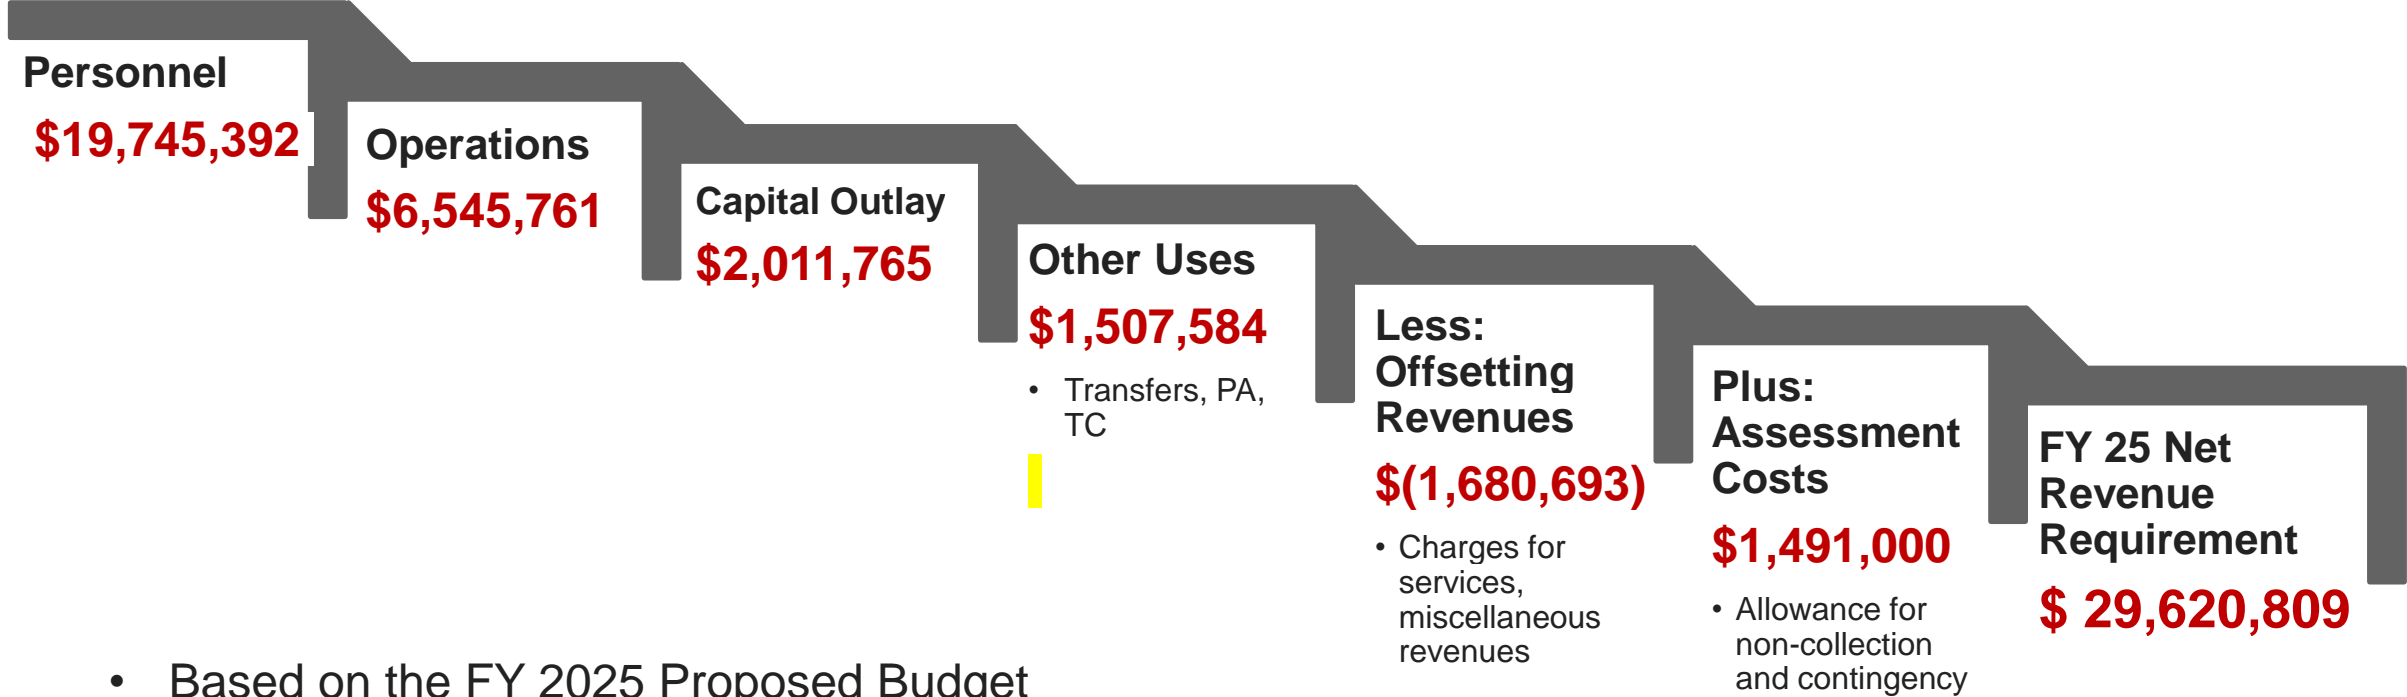 Personnel
$19,745,392
Operations
$6,545,761
Capital Outlay
$2,011,765
Other Uses
$1,507,584
• Transfers, PA,
TC
Less:
Offsetting
Revenues
$(1,680,693)
• Charges for
services,
miscellaneous
revenues
Plus:
Assessment
Costs
$1,491,000
• Allowance for
non-collection
and contingency
FY 25 Net
Revenue
Requirement
$ 29,620,809
• Based on the FY 2025 Proposed Budget